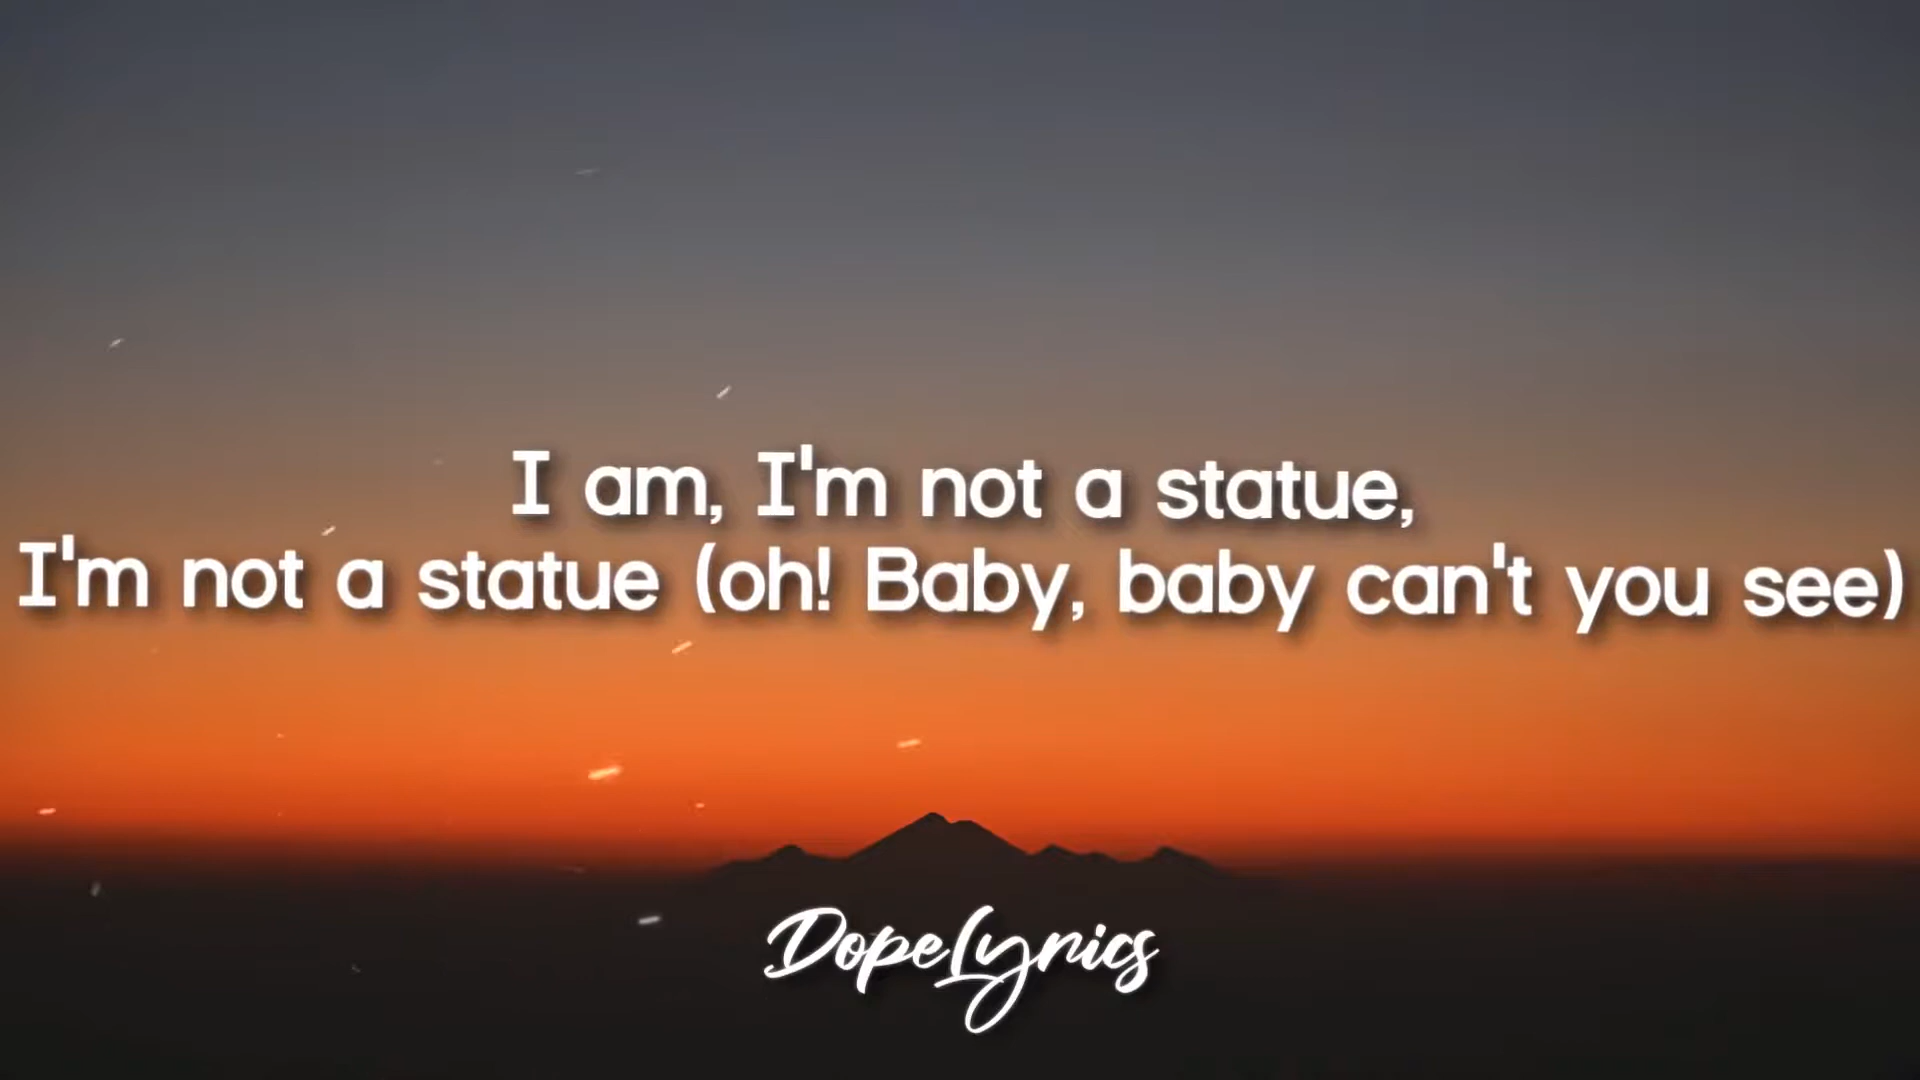 I am, I'm not a statue,
I'm not a statue (oh! Baby, baby can't you see)
DopeLyrics